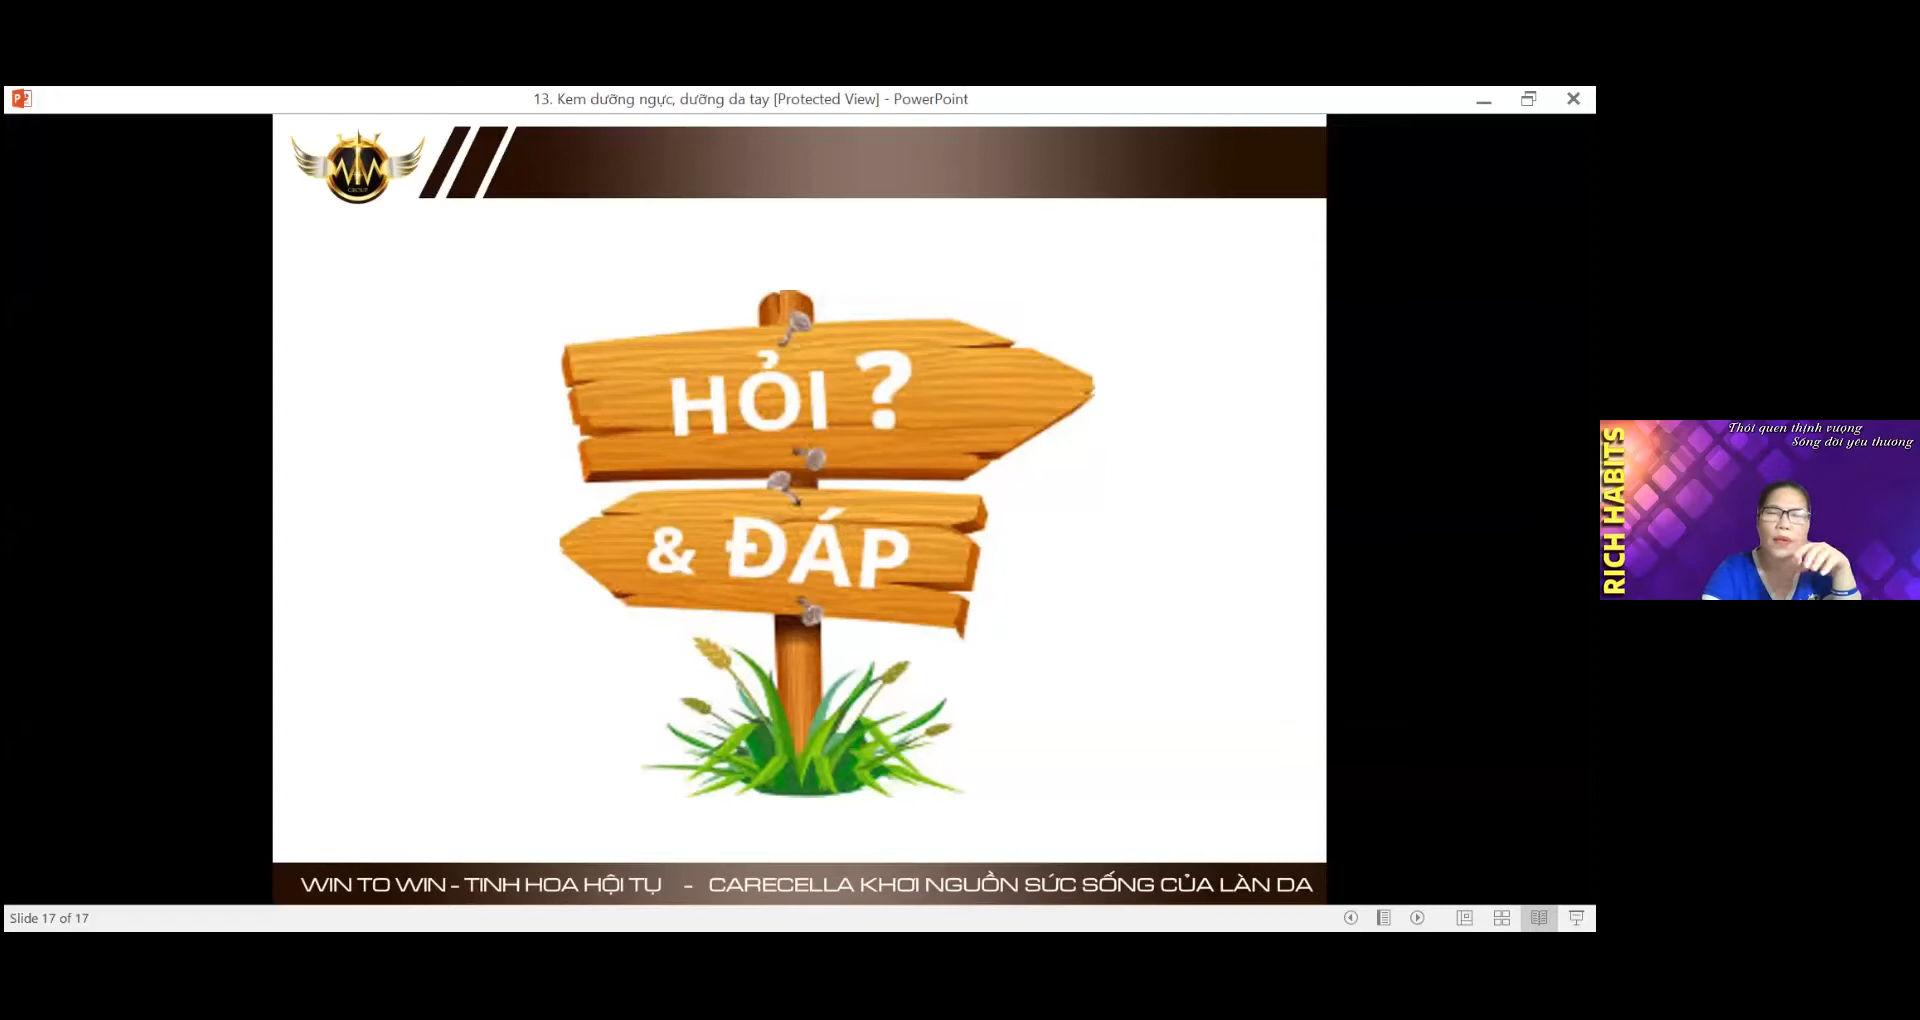 13. Kem dưỡng ngực, dưỡng da tay [Protected View] - PowerPoint
WIN
GROUP
HỎI ?
& ĐÁP
WIN TO WIN - TINH HOA HỘI TỤ - CARECELLA KHƠI NGUỒN SỨC SỐNG CỦA LÀN DA
Slide 17 of 17
RICH HABITS
Thói quen thịnh vượng
Sống đời yêu thương